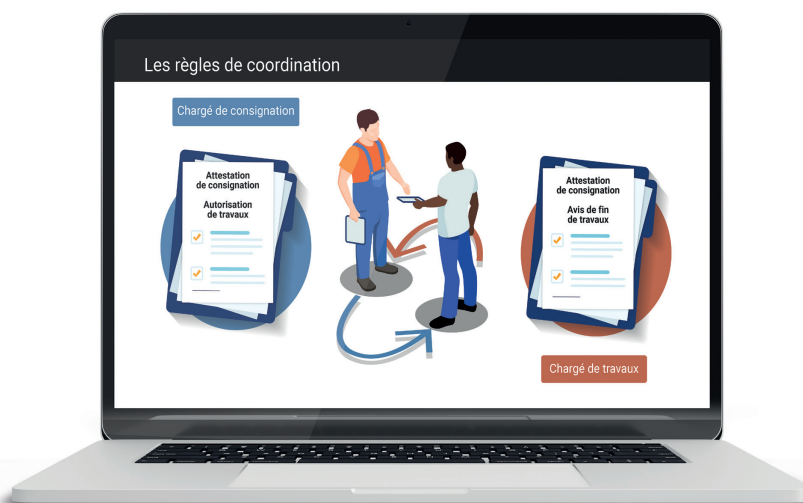 Les règles de coordination
Chargé de consignation
Attestation
de consignation
Autorisation
de travaux
Attestation
de consignation
Avis de fin
de travaux
Chargé de travaux